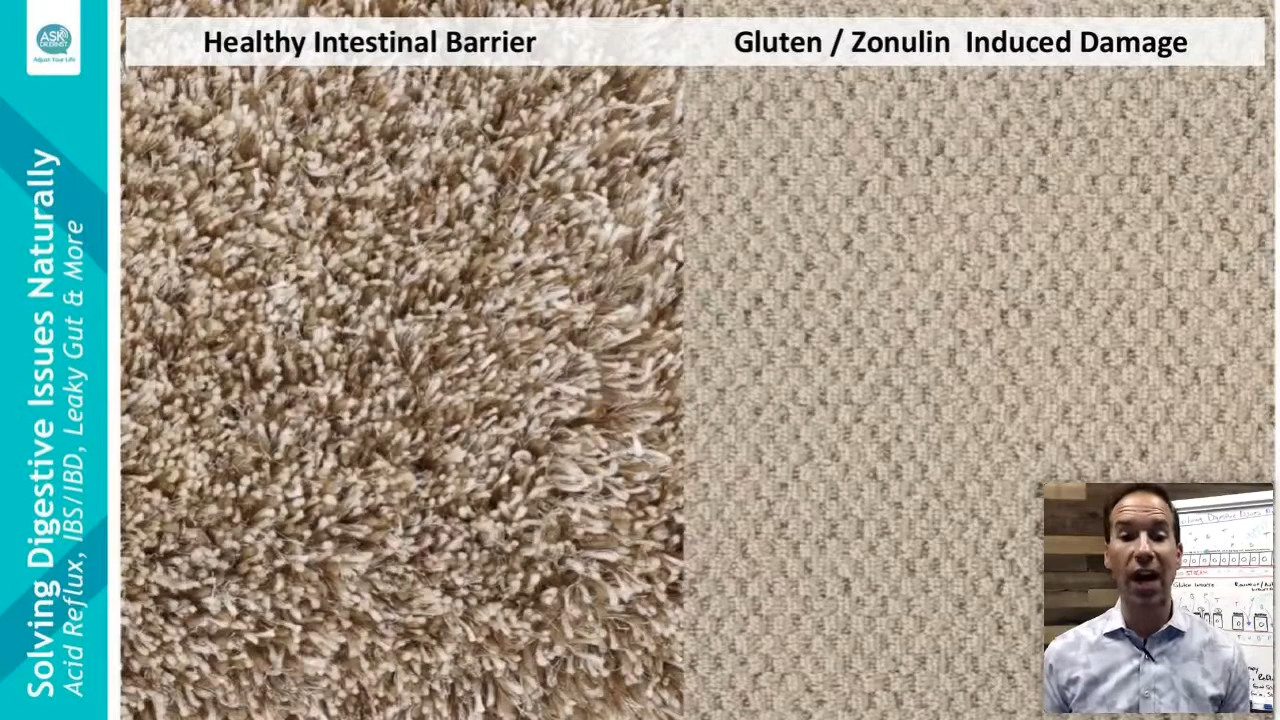 ASK
DR.ERNST
Adjust Your Life
Solving Digestive Issues Naturally
Acid Reflux, IBS/IBD, Leaky Gut & More
Healthy Intestinal Barrier
Gluten / Zonulin  Induced Damage